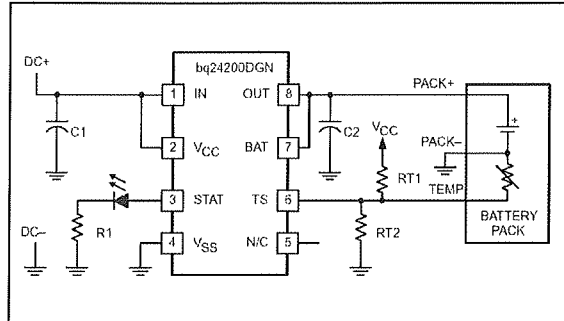 bq24200DGN
DC+
1 IN OUT 8
PACK+
C1
C2
2 VCC BAT 7
VCC
PACK–
RT1
3 STAT TS 6
TEMP
R1
DC–
4 VSS N/C 5
RT2
BATTERY
PACK
+